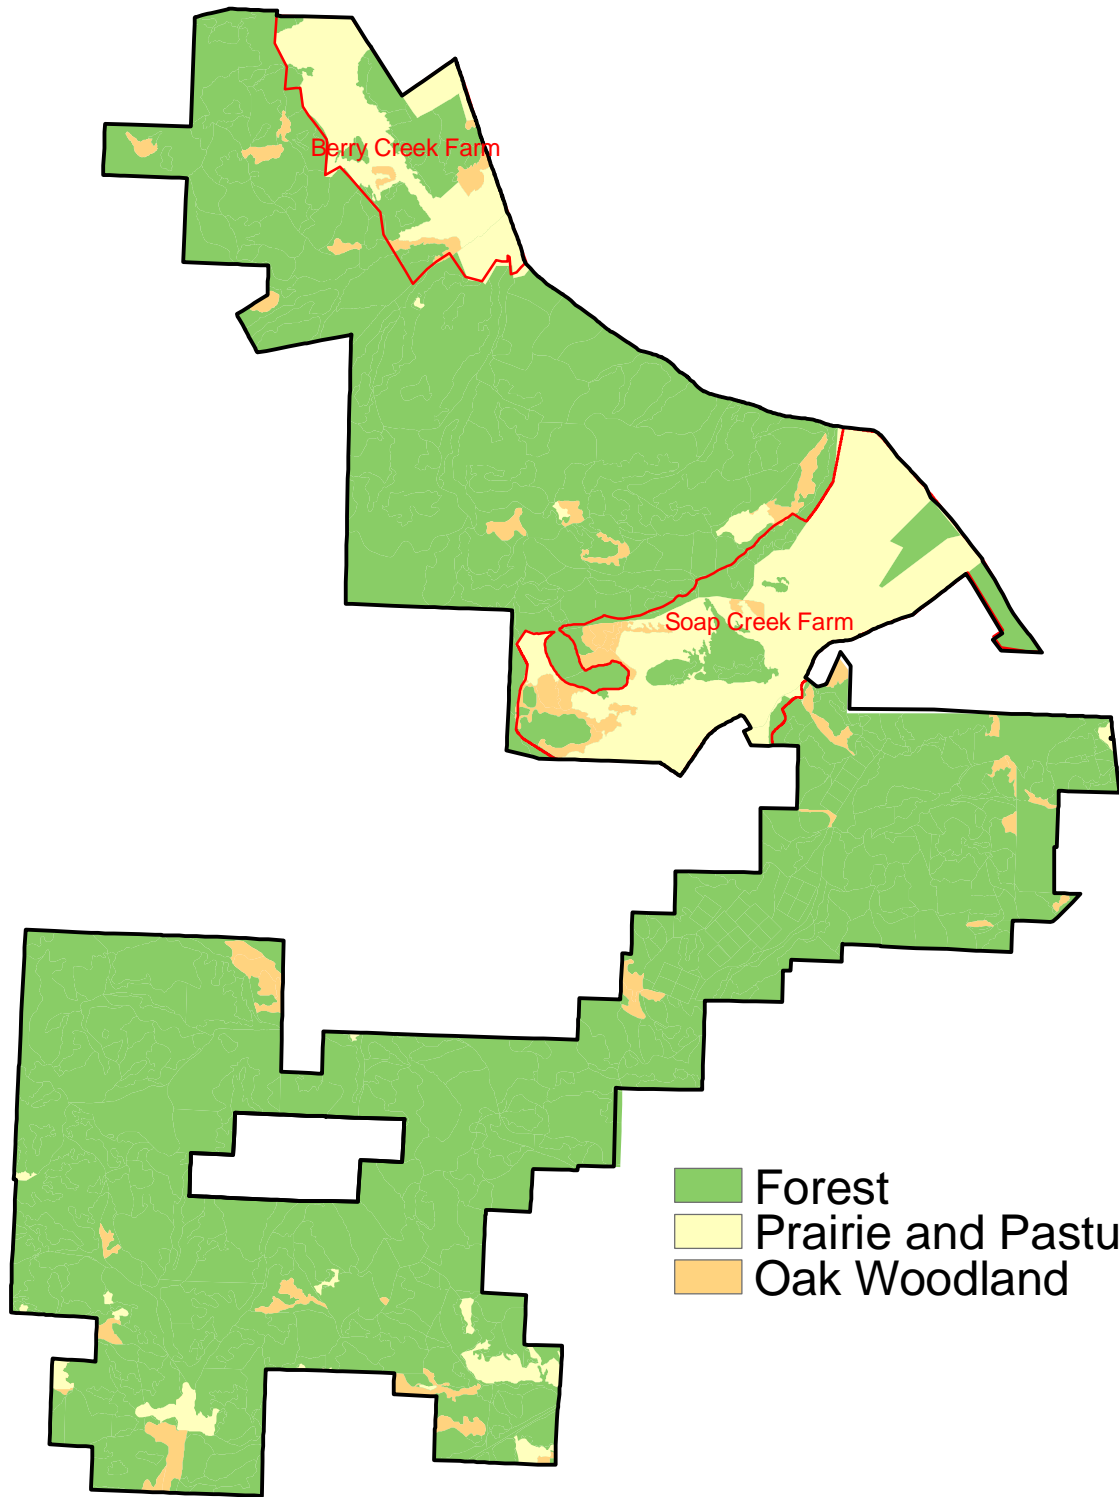 Berry Creek Farm
Soap Creek Farm
Forest
Prairie and Pastu
Oak Woodland